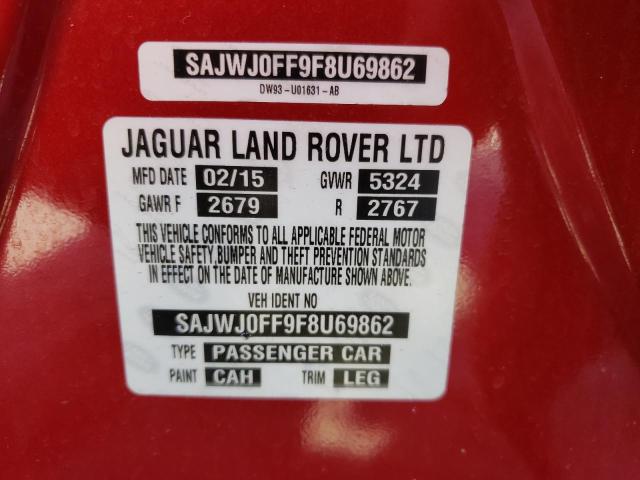 SAJWJ0FF9F8U69862
DW93-U01631-AB
JAGUAR LAND ROVER LTD
MFD DATE 02/15 GVWR 5324
GAWR F 2679 R 2767
THIS VEHICLE CONFORMS TO ALL APPLICABLE FEDERAL MOTOR
VEHICLE SAFETY,BUMPER AND THEFT PREVENTION STANDARDS
IN EFFECT ON THE DATE OF MANUFACTURE SHOWN ABOVE.
VEH IDENT NO
SAJWJ0FF9F8U69862
TYPE PASSENGER CAR
PAINT CAH TRIM LEG